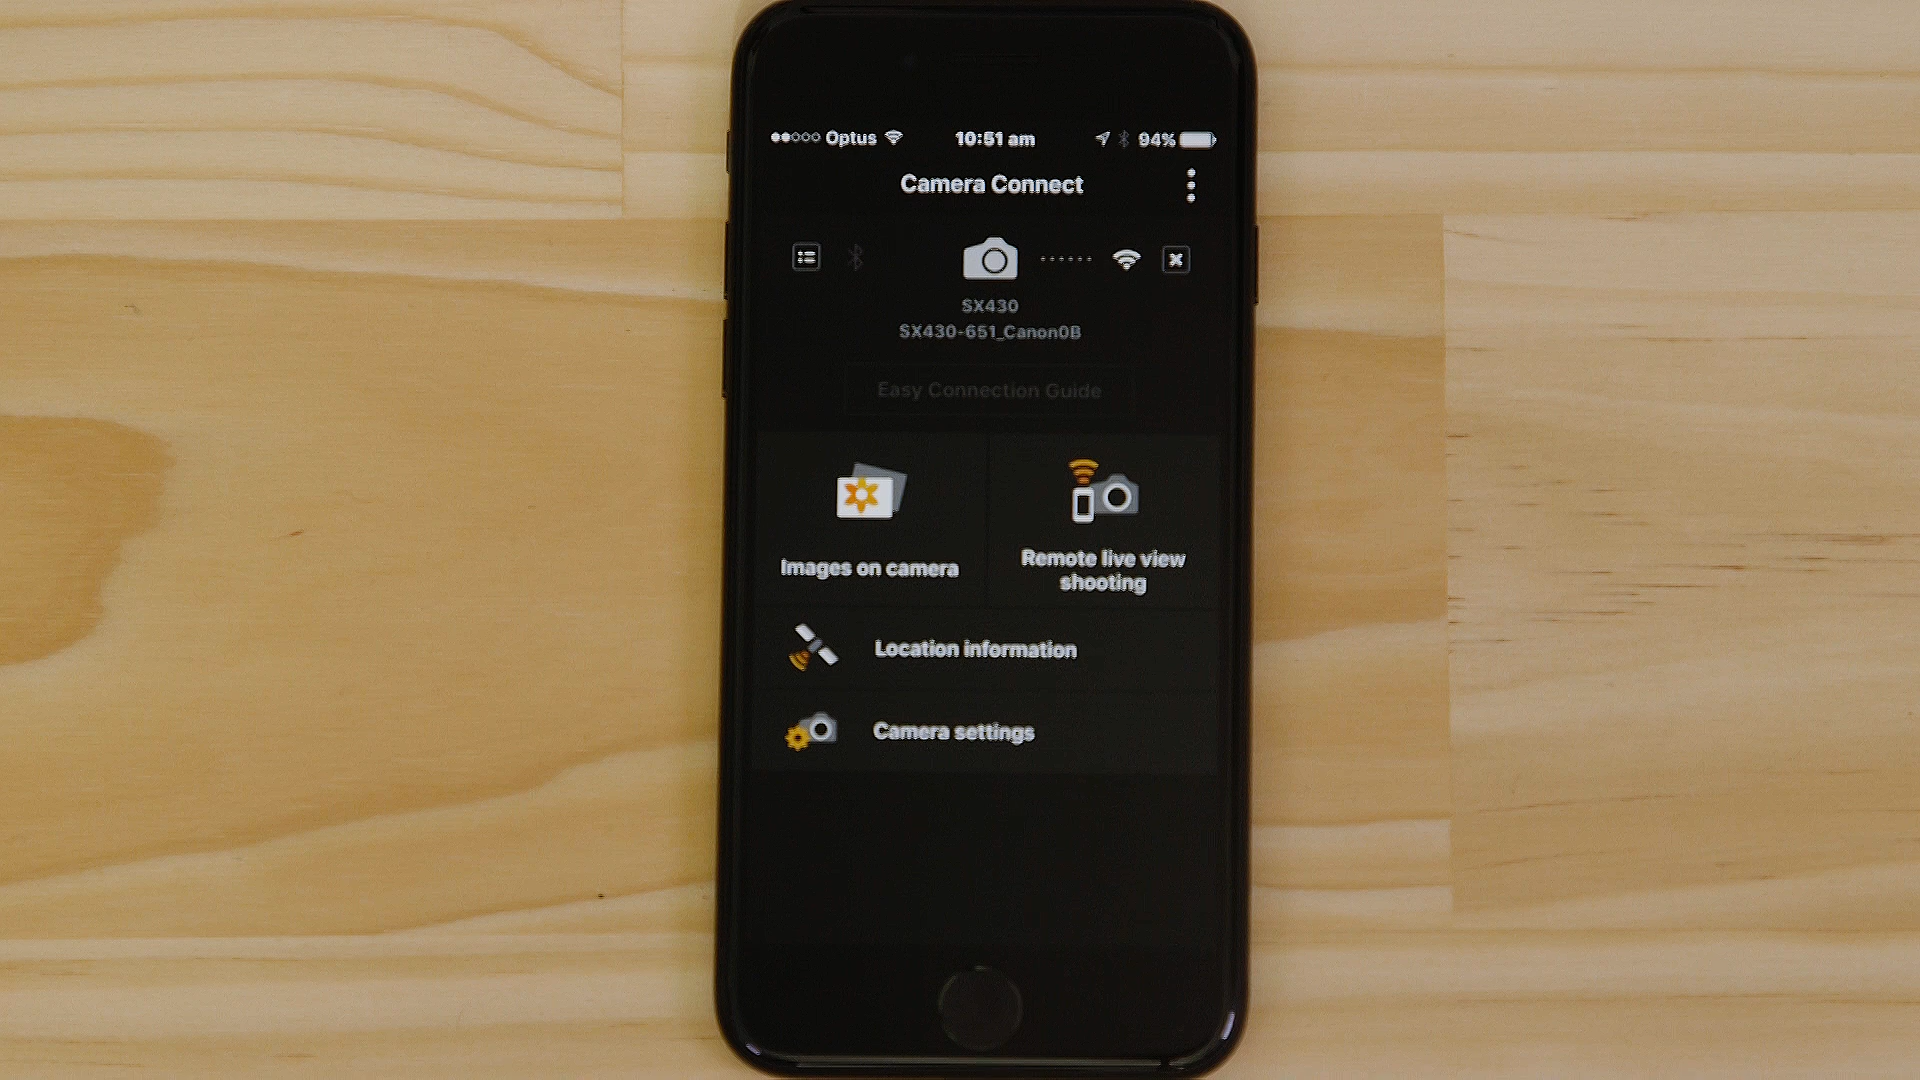 Optus 10:51 am 94%
Camera Connect
SX430
SX430-651_Canon0B
Easy Connection Guide
Images on camera
Remote live view
shooting
Location information
Camera settings